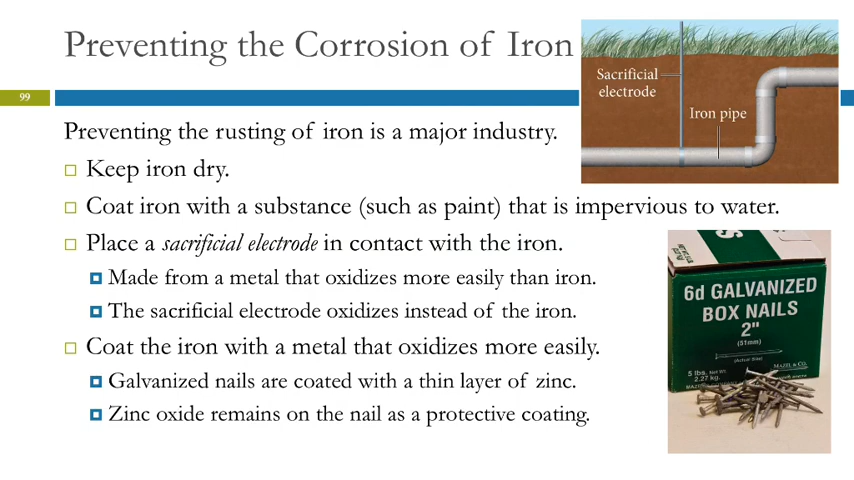 Preventing the Corrosion of Iron
99
Sacrificial
electrode
Iron pipe
Preventing the rusting of iron is a major industry.
Keep iron dry.
Coat iron with a substance (such as paint) that is impervious to water.
Place a sacrificial electrode in contact with the iron.
Made from a metal that oxidizes more easily than iron.
The sacrificial electrode oxidizes instead of the iron.
Coat the iron with a metal that oxidizes more easily.
Galvanized nails are coated with a thin layer of zinc.
Zinc oxide remains on the nail as a protective coating.
6d GALVANIZED
BOX NAILS
2"
(51mm)
(Actual Size)
5 lbs. Net Wt.
2.27 kg.
MAZEL & CO.